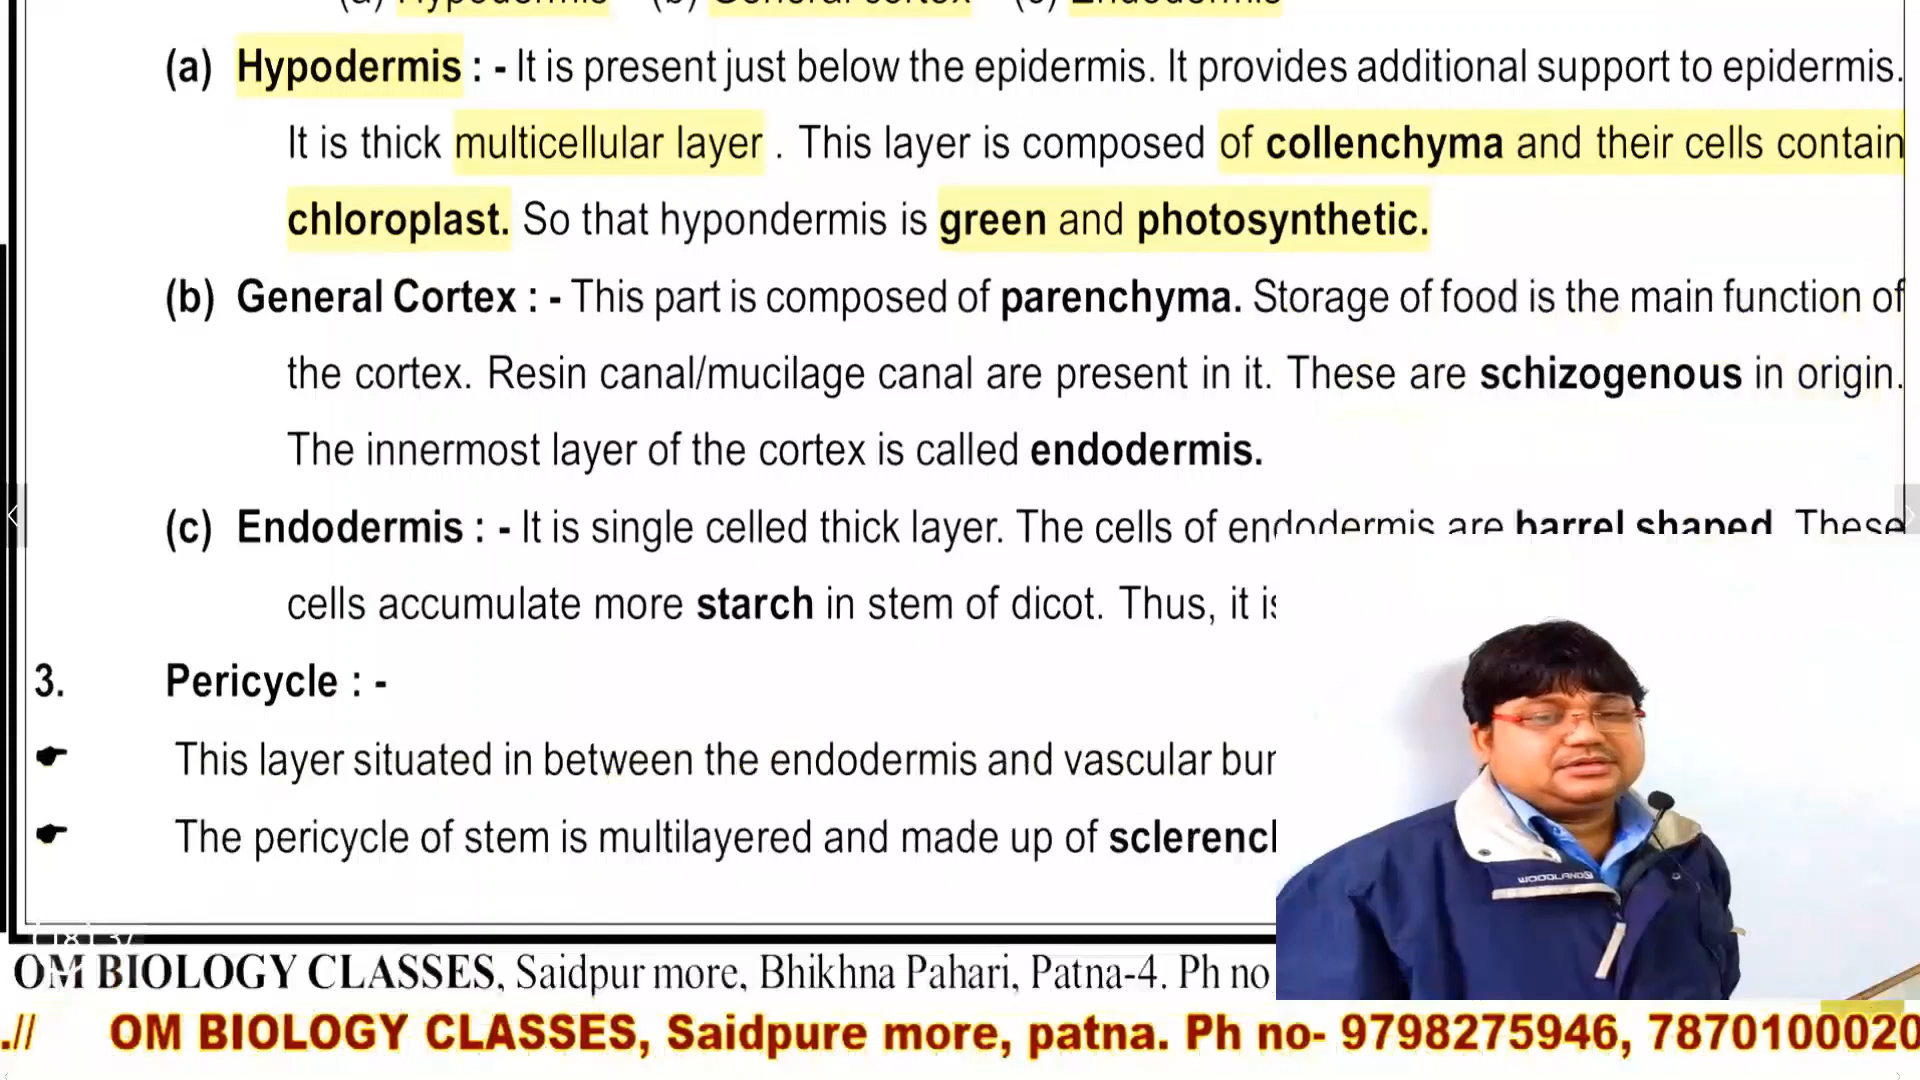 (a) Hypodermis (b) General cortex (c) Endodermis
(a) Hypodermis : - It is present just below the epidermis. It provides additional support to epidermis.
It is thick multicellular layer . This layer is composed of collenchyma and their cells contain
chloroplast. So that hypondermis is green and photosynthetic.
(b) General Cortex : - This part is composed of parenchyma. Storage of food is the main function of
the cortex. Resin canal/mucilage canal are present in it. These are schizogenous in origin.
The innermost layer of the cortex is called endodermis.
(c) Endodermis : - It is single celled thick layer. The cells of endodermis are barrel shaped. These
cells accumulate more starch in stem of dicot. Thus, it is
3. Pericycle : -
This layer situated in between the endodermis and vascular
The pericycle of stem is multilayered and made up of
WOODLANDS
OM BIOLOGY CLASSES, Saidpur more, Bhikhna Pahari, Patna-4. Ph no
.// OM BIOLOGY CLASSES, Saidpure more, patna. Ph no- 9798275946, 7870100020